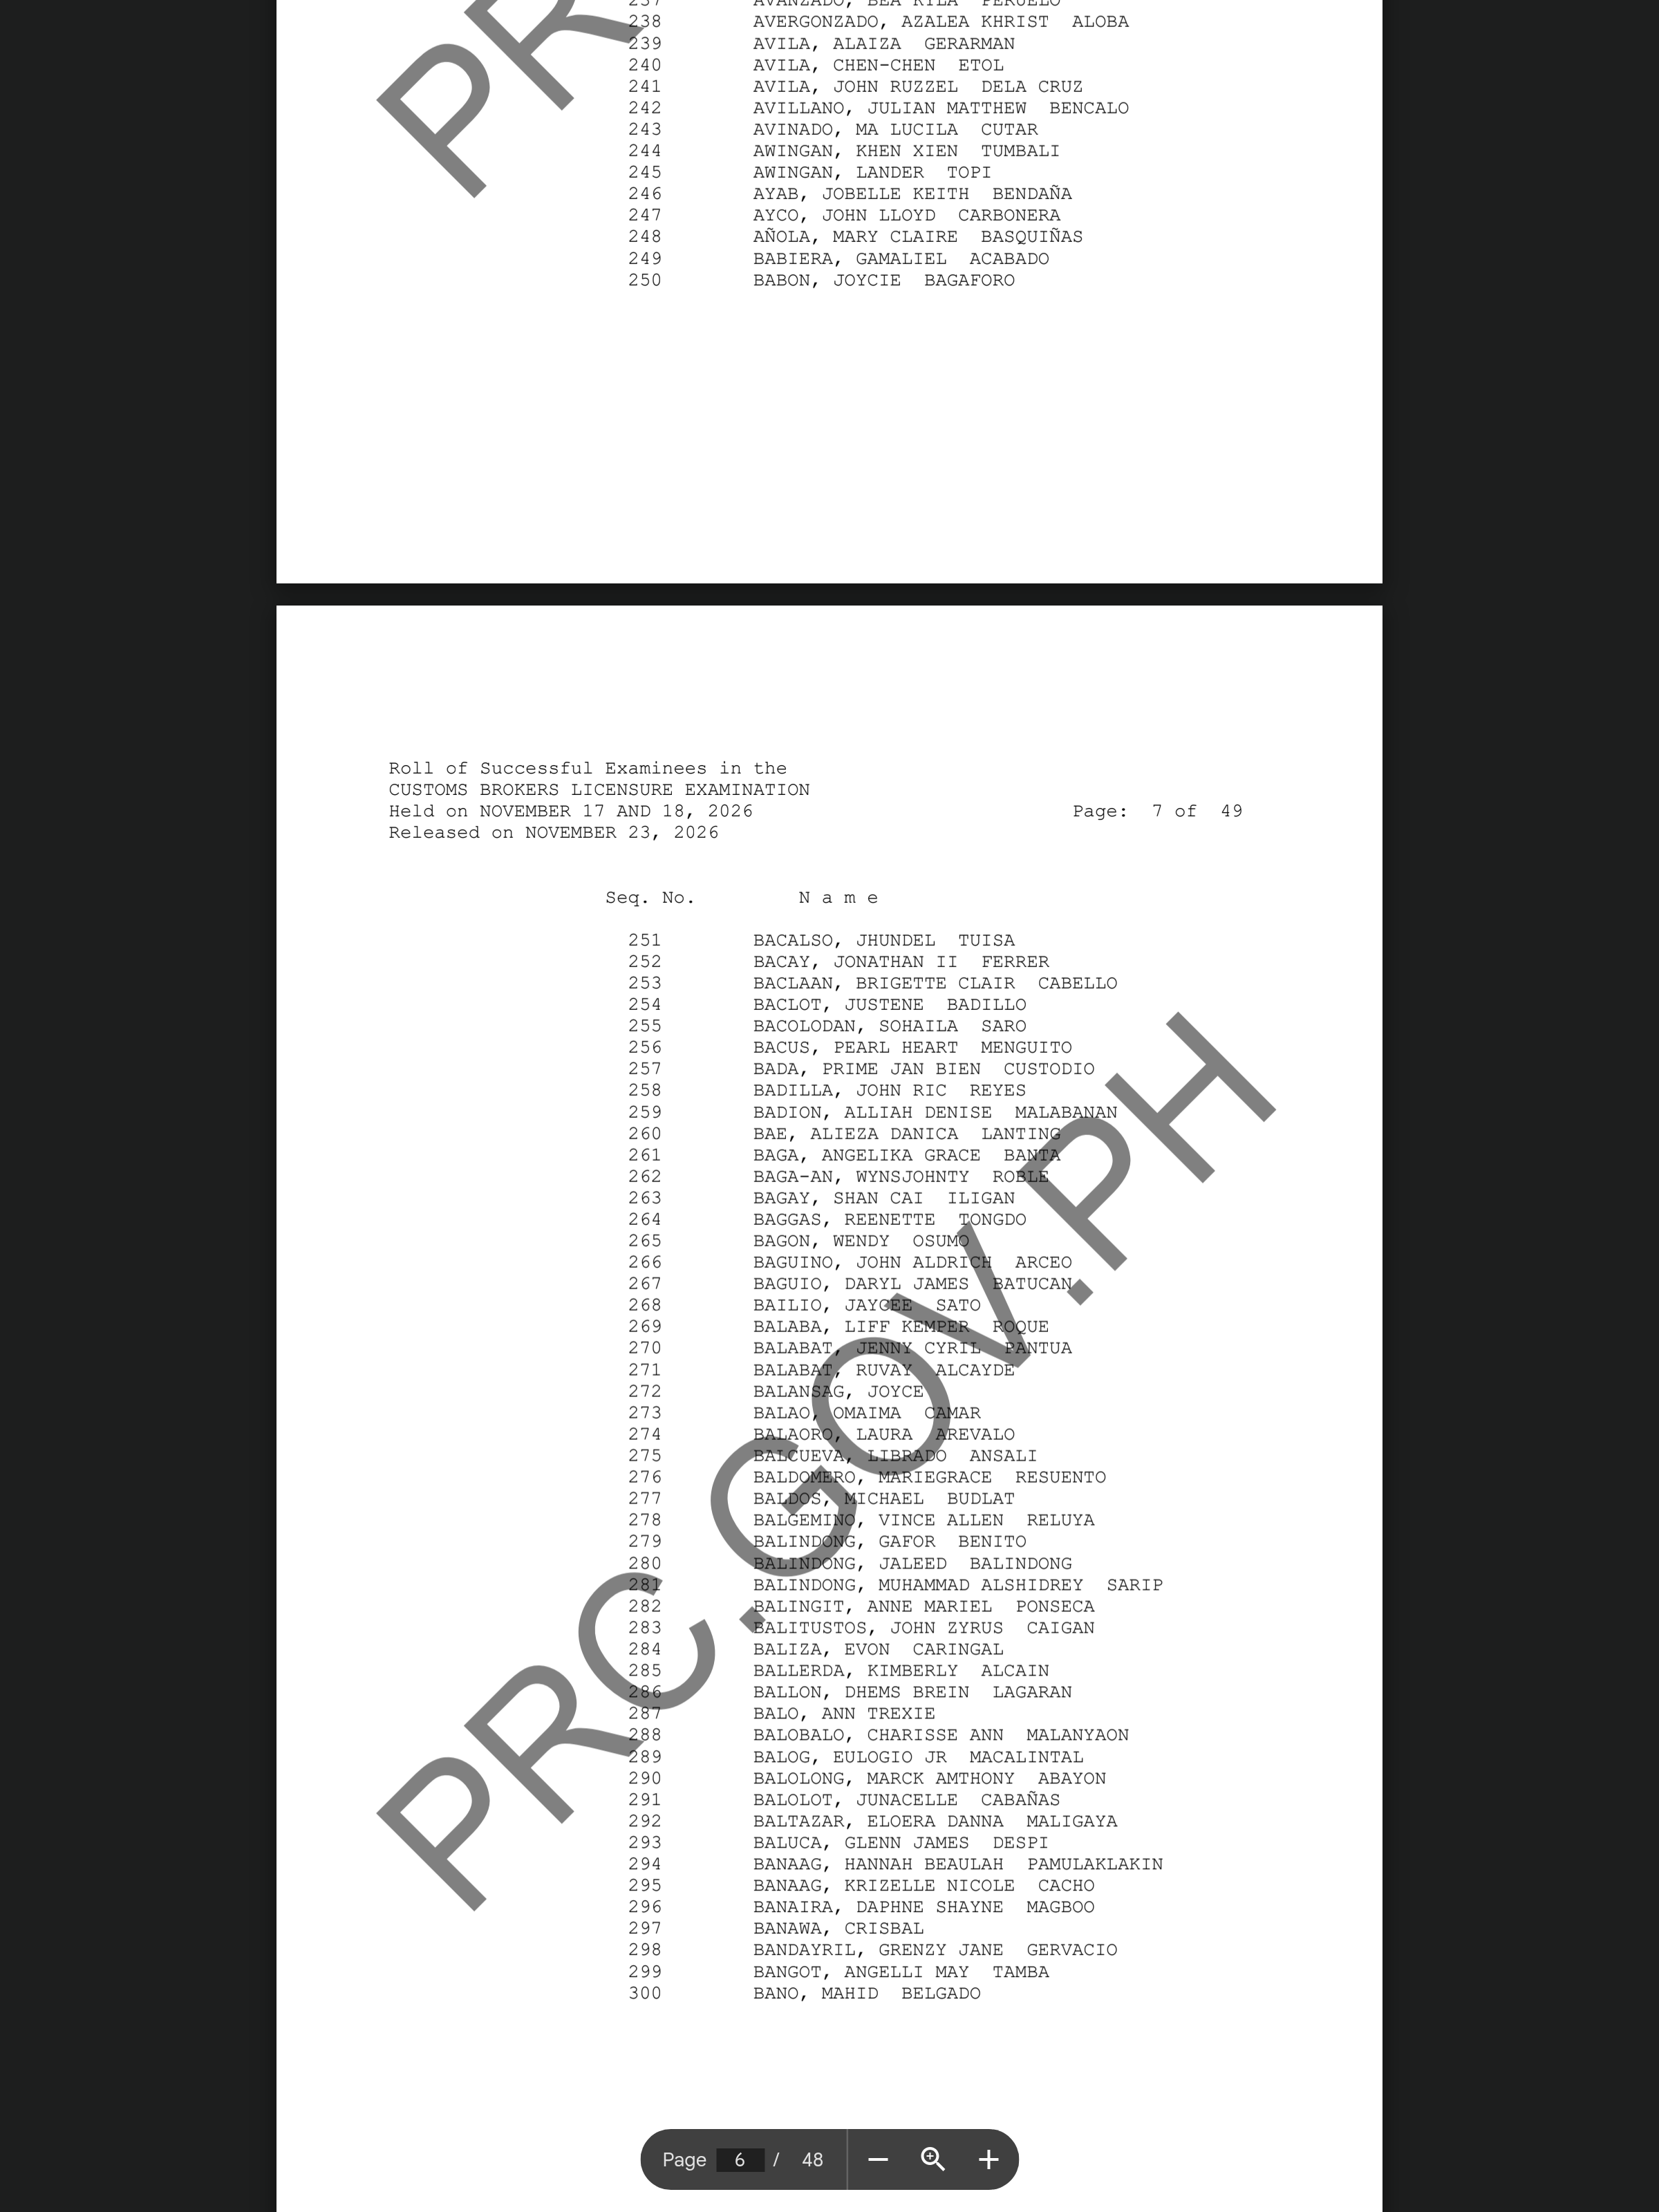 237 AVANZADO, BEA KYLA PERUELO
238 AVERGONZADO, AZALEA KHRIST ALOBA
239 AVILA, ALAIZA GERARMAN
240 AVILA, CHEN-CHEN ETOL
241 AVILA, JOHN RUZZEL DELA CRUZ
242 AVILLANO, JULIAN MATTHEW BENCALO
243 AVINADO, MA LUCILA CUTAR
244 AWINGAN, KHEN XIEN TUMBALI
245 AWINGAN, LANDER TOPI
246 AYAB, JOBELLE KEITH BENDAÑA
247 AYCO, JOHN LLOYD CARBONERA
248 AÑOLA, MARY CLAIRE BASQUIÑAS
249 BABIERA, GAMALIEL ACABADO
250 BABON, JOYCIE BAGAFORO
PR
Roll of Successful Examinees in the
CUSTOMS BROKERS LICENSURE EXAMINATION
Held on NOVEMBER 17 AND 18, 2026 Page: 7 of 49
Released on NOVEMBER 23, 2026
Seq. No. N a m e
251 BACALSO, JHUNDEL TUISA
252 BACAY, JONATHAN II FERRER
253 BACLAAN, BRIGETTE CLAIR CABELLO
254 BACLOT, JUSTENE BADILLO
255 BACOLODAN, SOHAILA SARO
256 BACUS, PEARL HEART MENGUITO
257 BADA, PRIME JAN BIEN CUSTODIO
258 BADILLA, JOHN RIC REYES
259 BADION, ALLIAH DENISE MALABANAN
260 BAE, ALIEZA DANICA LANTING
261 BAGA, ANGELIKA GRACE BANTA
262 BAGA-AN, WYNSJOHNTY ROBLE
263 BAGAY, SHAN CAI ILIGAN
264 BAGGAS, REENETTE TONGDO
265 BAGON, WENDY OSUMO
266 BAGUINO, JOHN ALDRICH ARCEO
267 BAGUIO, DARYL JAMES BATUCAN
268 BAILIO, JAYCEE SATO
269 BALABA, LIFF KEMPER ROQUE
270 BALABAT, JENNY CYRIL PANTUA
271 BALABAT, RUVAY ALCAYDE
272 BALANSAG, JOYCE
273 BALAO, OMAIMA CAMAR
274 BALAORO, LAURA AREVALO
275 BALCUEVA, LIBRADO ANSALI
276 BALDOMERO, MARIEGRACE RESUENTO
277 BALDOS, MICHAEL BUDLAT
278 BALGEMINO, VINCE ALLEN RELUYA
279 BALINDONG, GAFOR BENITO
280 BALINDONG, JALEED BALINDONG
281 BALINDONG, MUHAMMAD ALSHIDREY SARIP
282 BALINGIT, ANNE MARIEL PONSECA
283 BALITUSTOS, JOHN ZYRUS CAIGAN
284 BALIZA, EVON CARINGAL
285 BALLERDA, KIMBERLY ALCAIN
286 BALLON, DHEMS BREIN LAGARAN
287 BALO, ANN TREXIE
288 BALOBALO, CHARISSE ANN MALANYAON
289 BALOG, EULOGIO JR MACALINTAL
290 BALOLONG, MARCK AMTHONY ABAYON
291 BALOLOT, JUNACELLE CABAÑAS
292 BALTAZAR, ELOERA DANNA MALIGAYA
293 BALUCA, GLENN JAMES DESPI
294 BANAAG, HANNAH BEAULAH PAMULAKLAKIN
295 BANAAG, KRIZELLE NICOLE CACHO
296 BANAIRA, DAPHNE SHAYNE MAGBOO
297 BANAWA, CRISBAL
298 BANDAYRIL, GRENZY JANE GERVACIO
299 BANGOT, ANGELLI MAY TAMBA
300 BANO, MAHID BELGADO
PRC.GOV.PH
Page 6 / 48